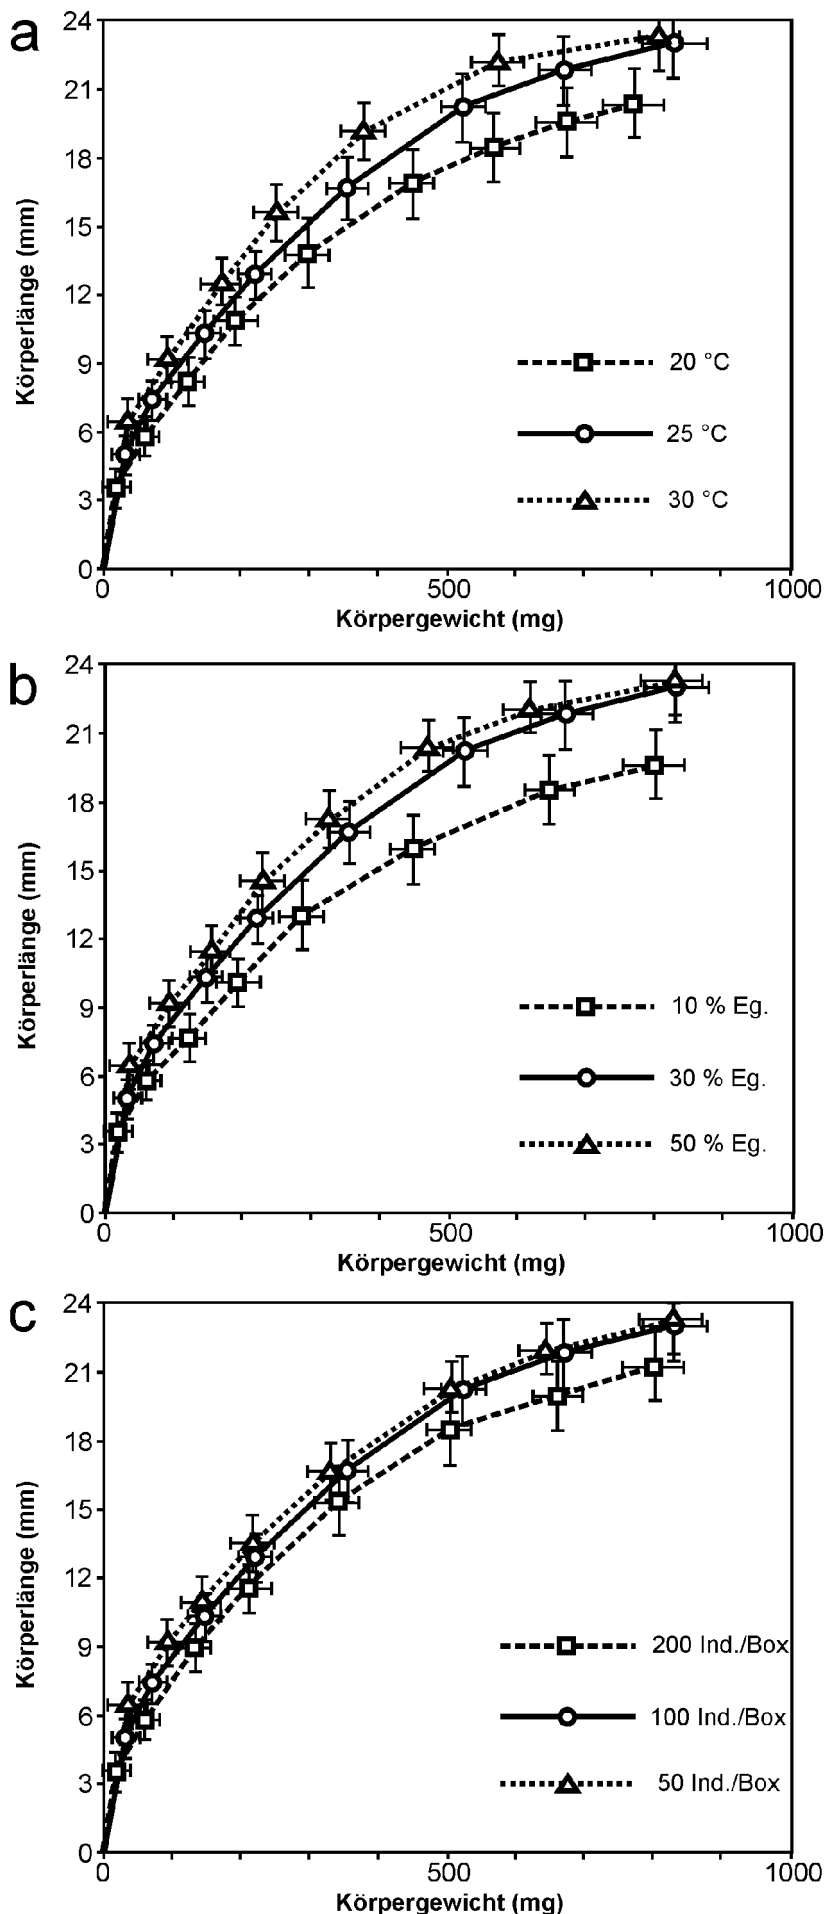 a
24
21
18
15
12
9
6
3
0
Körperlänge (mm)
20 °C
25 °C
30 °C
0 500 1000
Körpergewicht (mg)
b
24
21
18
15
12
9
6
3
0
Körperlänge (mm)
10 % Eg.
30 % Eg.
50 % Eg.
0 500 1000
Körpergewicht (mg)
c
24
21
18
15
12
9
6
3
0
Körperlänge (mm)
200 Ind./Box
100 Ind./Box
50 Ind./Box
0 500 1000
Körpergewicht (mg)